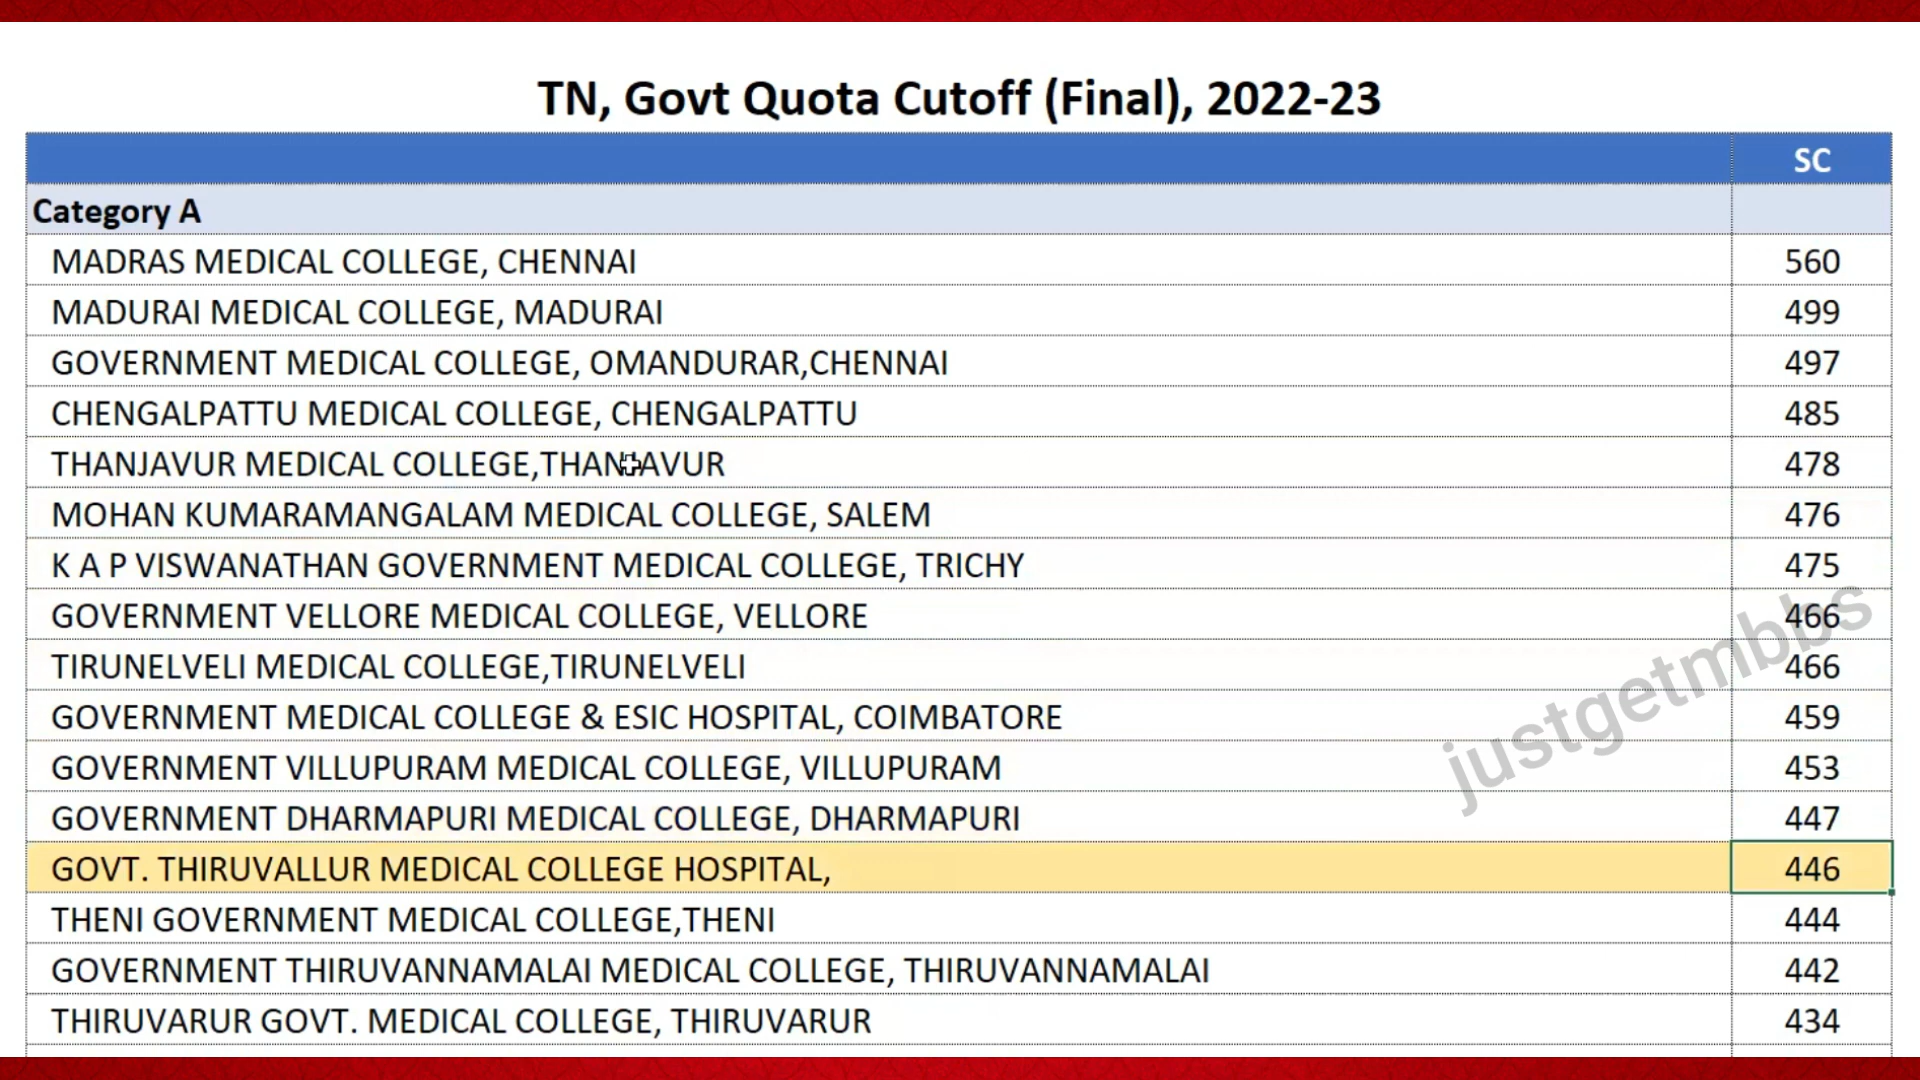 TN, Govt Quota Cutoff (Final), 2022-23
SC
Category A
MADRAS MEDICAL COLLEGE, CHENNAI 560
MADURAI MEDICAL COLLEGE, MADURAI 499
GOVERNMENT MEDICAL COLLEGE, OMANDURAR,CHENNAI 497
CHENGALPATTU MEDICAL COLLEGE, CHENGALPATTU 485
THANJAVUR MEDICAL COLLEGE,THANJAVUR 478
MOHAN KUMARAMANGALAM MEDICAL COLLEGE, SALEM 476
K A P VISWANATHAN GOVERNMENT MEDICAL COLLEGE, TRICHY 475
GOVERNMENT VELLORE MEDICAL COLLEGE, VELLORE 466
TIRUNELVELI MEDICAL COLLEGE,TIRUNELVELI 466
GOVERNMENT MEDICAL COLLEGE & ESIC HOSPITAL, COIMBATORE 459
GOVERNMENT VILLUPURAM MEDICAL COLLEGE, VILLUPURAM 453
GOVERNMENT DHARMAPURI MEDICAL COLLEGE, DHARMAPURI 447
GOVT. THIRUVALLUR MEDICAL COLLEGE HOSPITAL, 446
THENI GOVERNMENT MEDICAL COLLEGE,THENI 444
GOVERNMENT THIRUVANNAMALAI MEDICAL COLLEGE, THIRUVANNAMALAI 442
THIRUVARUR GOVT. MEDICAL COLLEGE, THIRUVARUR 434
justgetmbbs